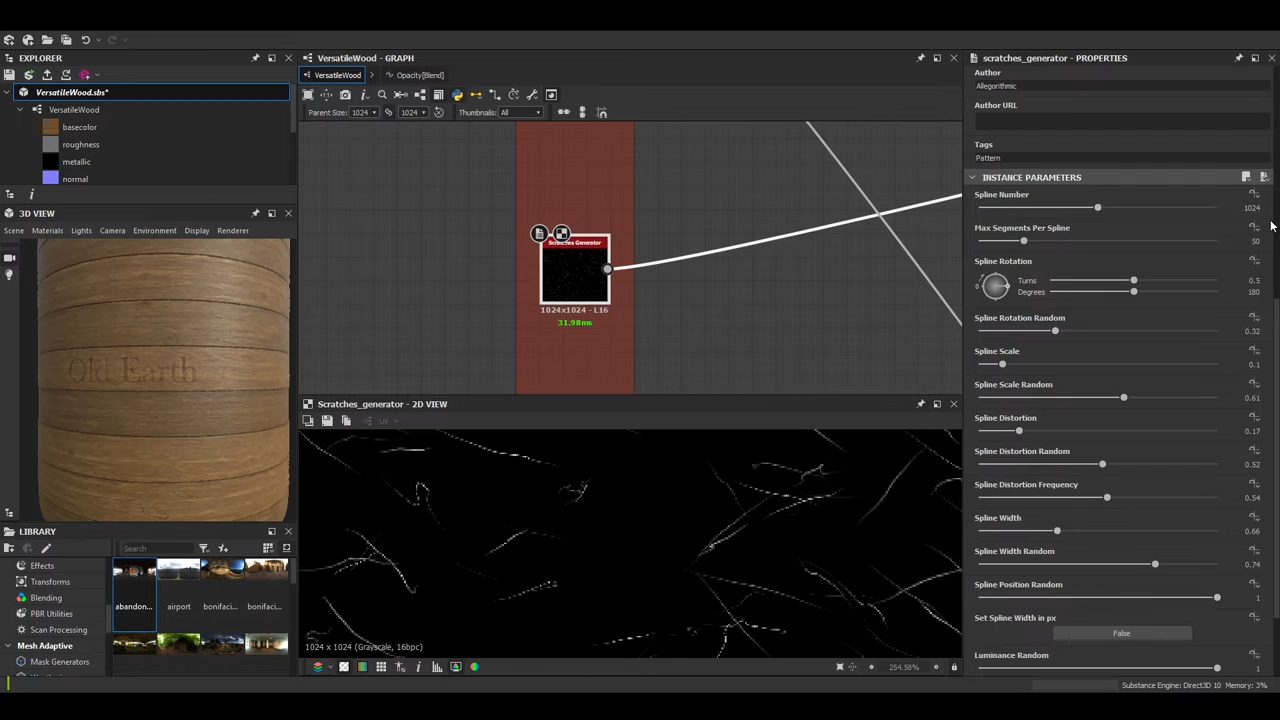 EXPLORER
VersatileWood.sbs*
VersatileWood
basecolor
roughness
metallic
normal
3D VIEW
Scene Materials Lights Camera Environment Display Renderer
Old Earth
LIBRARY
Search
Effects
Transforms
Blending
PBR Utilities
Scan Processing
Mesh Adaptive
Mask Generators
abandon... airport bonifaci... bonifaci...
VersatileWood - GRAPH
VersatileWood > Opacity[Blend]
Parent Size: 1024 1024 Thumbnails: All
Scratches Generator
1024x1024 - L16
31.98ms
Scratches_generator - 2D VIEW
UV
1024 x 1024 (Grayscale, 16bpc)
254.58%
scratches_generator - PROPERTIES
Author
Allegorithmic
Author URL
Tags
Pattern
INSTANCE PARAMETERS
Spline Number
1024
Max Segments Per Spline
50
Spline Rotation
0 Turns 0.5
Degrees 180
Spline Rotation Random
0.32
Spline Scale
0.1
Spline Scale Random
0.61
Spline Distortion
0.17
Spline Distortion Random
0.52
Spline Distortion Frequency
0.54
Spline Width
0.66
Spline Width Random
0.74
Spline Position Random
1
Set Spline Width in px
False
Luminance Random
1
Substance Engine: Direct3D 10 Memory: 3%